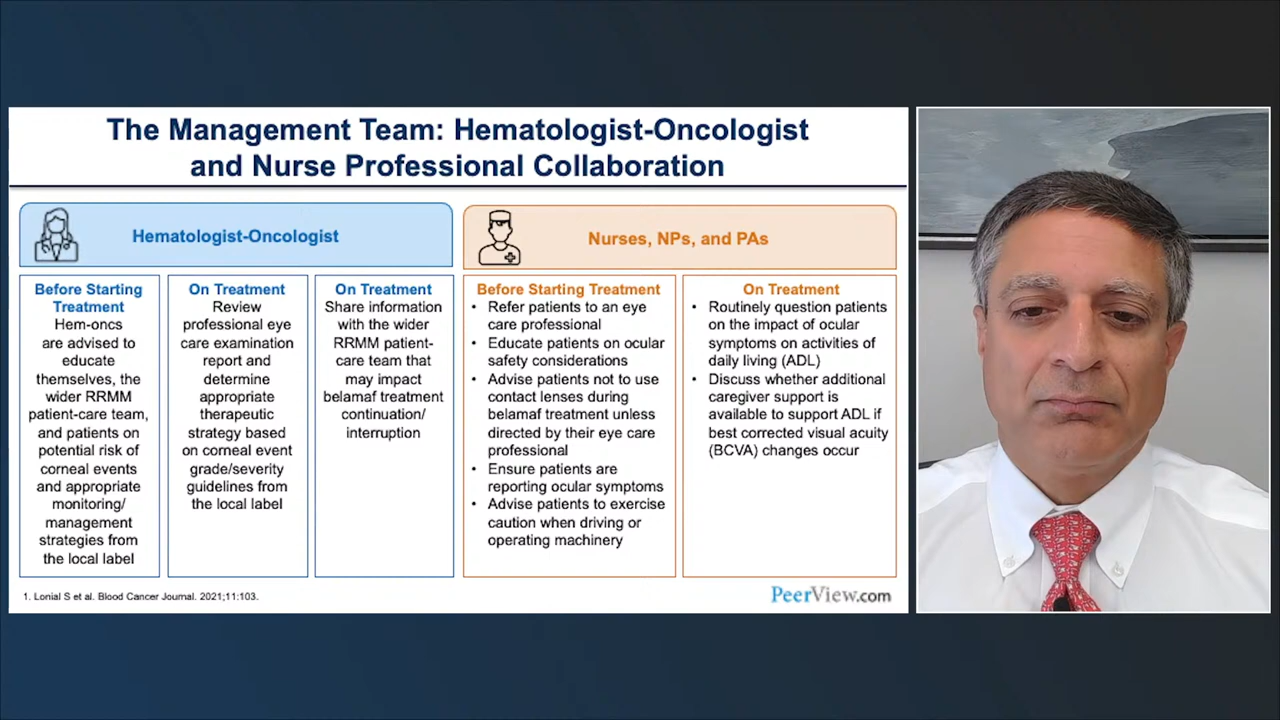 The Management Team: Hematologist-Oncologist
and Nurse Professional Collaboration
Hematologist-Oncologist
Before Starting
Treatment
Hem-oncs
are advised to
educate
themselves, the
wider RRMM
patient-care team,
and patients on
potential risk of
corneal events
and appropriate
monitoring/
management
strategies from
the local label
On Treatment
Review
professional eye
care examination
report and
determine
appropriate
therapeutic
strategy based
on corneal event
grade/severity
guidelines from
the local label
On Treatment
Share information
with the wider
RRMM patient-
care team that
may impact
belamaf treatment
continuation/
interruption
Nurses, NPs, and PAs
Before Starting Treatment
• Refer patients to an eye
care professional
• Educate patients on ocular
safety considerations
• Advise patients not to use
contact lenses during
belamaf treatment unless
directed by their eye care
professional
• Ensure patients are
reporting ocular symptoms
• Advise patients to exercise
caution when driving or
operating machinery
On Treatment
• Routinely question patients
on the impact of ocular
symptoms on activities of
daily living (ADL)
• Discuss whether additional
caregiver support is
available to support ADL if
best corrected visual acuity
(BCVA) changes occur
1. Lonial S et al. Blood Cancer Journal. 2021;11:103.
PeerView.com